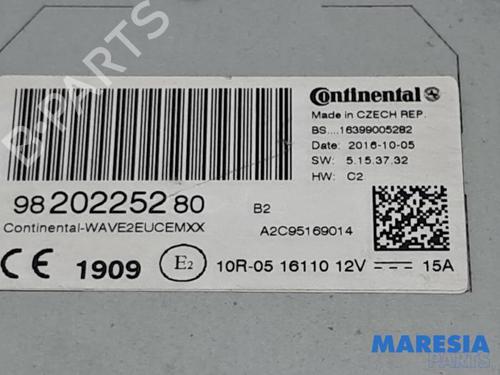 B-PARTS
Continental
Made in CZECH REP.
BS....16399005282
Date: 2016-10-05
SW: 5.15.37.32
HW: C2
98 202252 80
B2
Continental-WAVE2EUCEMXX
A2C95169014
CE 1909 E2 10R-05 16110 12V 15A
MARESIA
PARTS